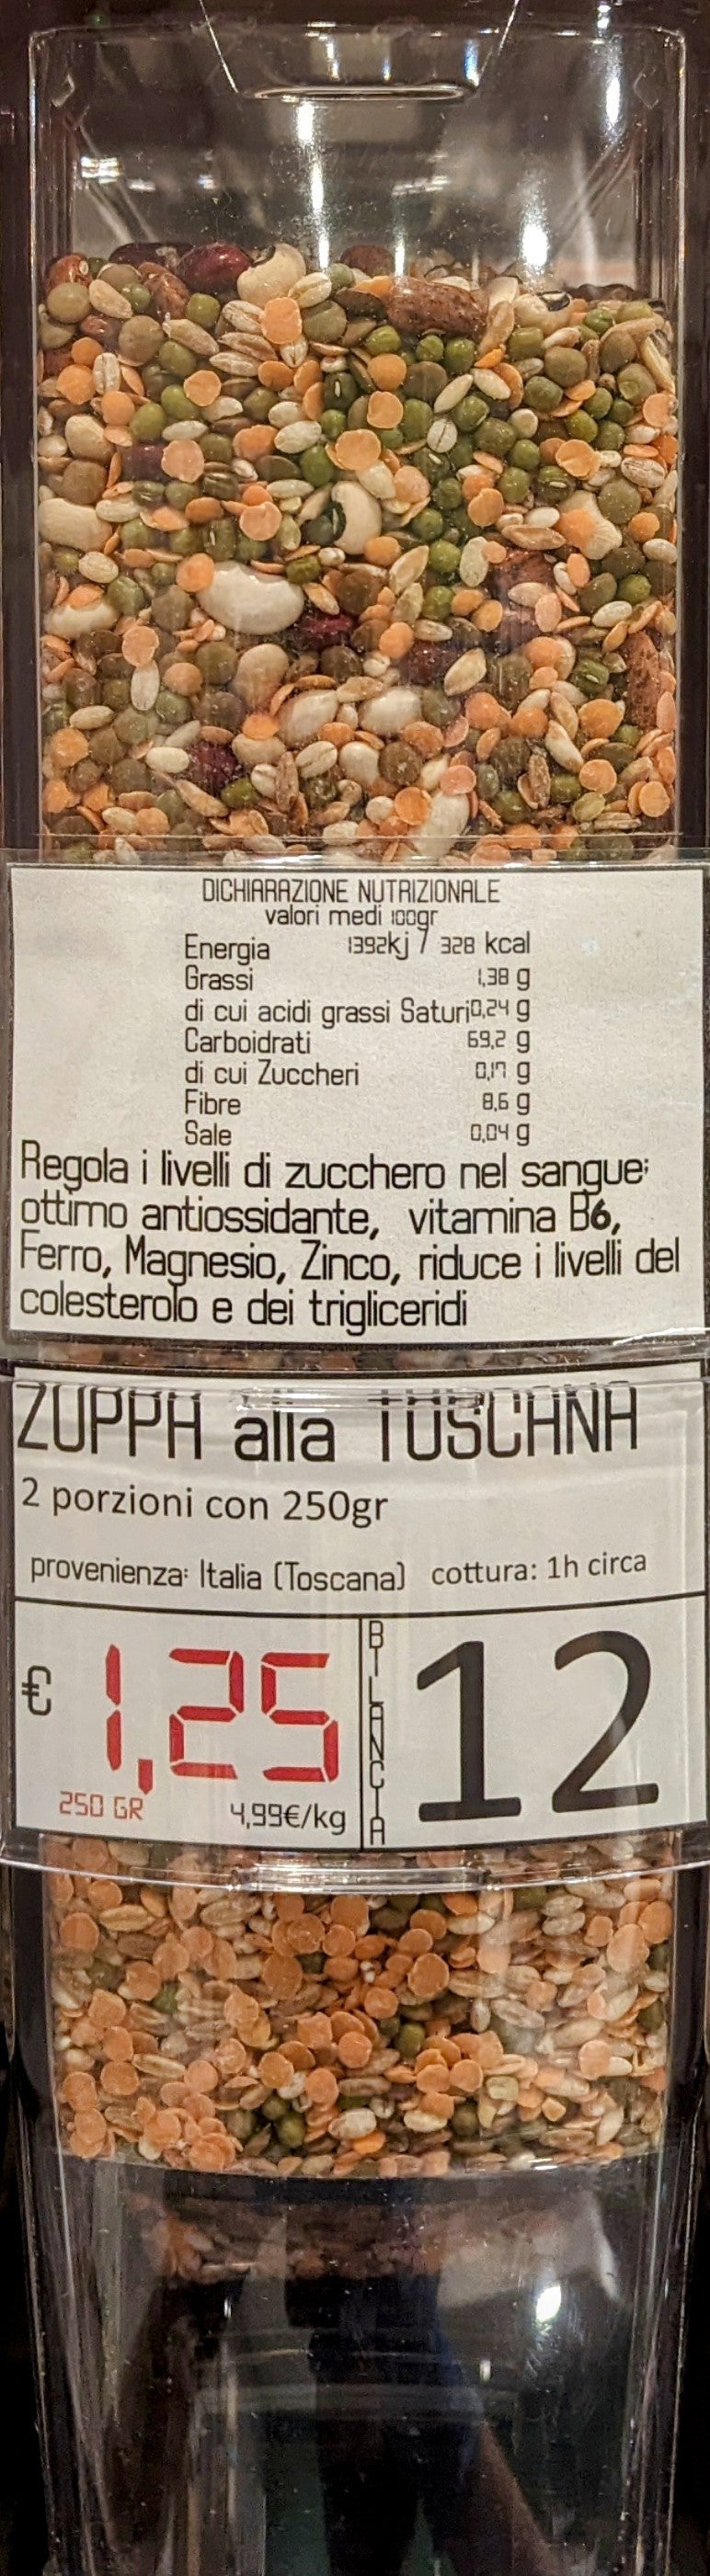 DICHIARAZIONE NUTRIZIONALE
valori medi 100gr
Energia 1392kj / 328 kcal
Grassi 1,38 g
di cui acidi grassi Saturi 0,24 g
Carboidrati 69,2 g
di cui Zuccheri 0,17 g
Fibre 8,6 g
Sale 0,04 g
Regola i livelli di zucchero nel sangue;
ottimo antiossidante, vitamina B6,
Ferro, Magnesio, Zinco, riduce i livelli del
colesterolo e dei trigliceridi
ZUPPA alla TOSCANA
2 porzioni con 250gr
provenienza: Italia (Toscana) cottura: 1h circa
€ 1,25
BILANCIA
12
250 GR 4,99€/kg